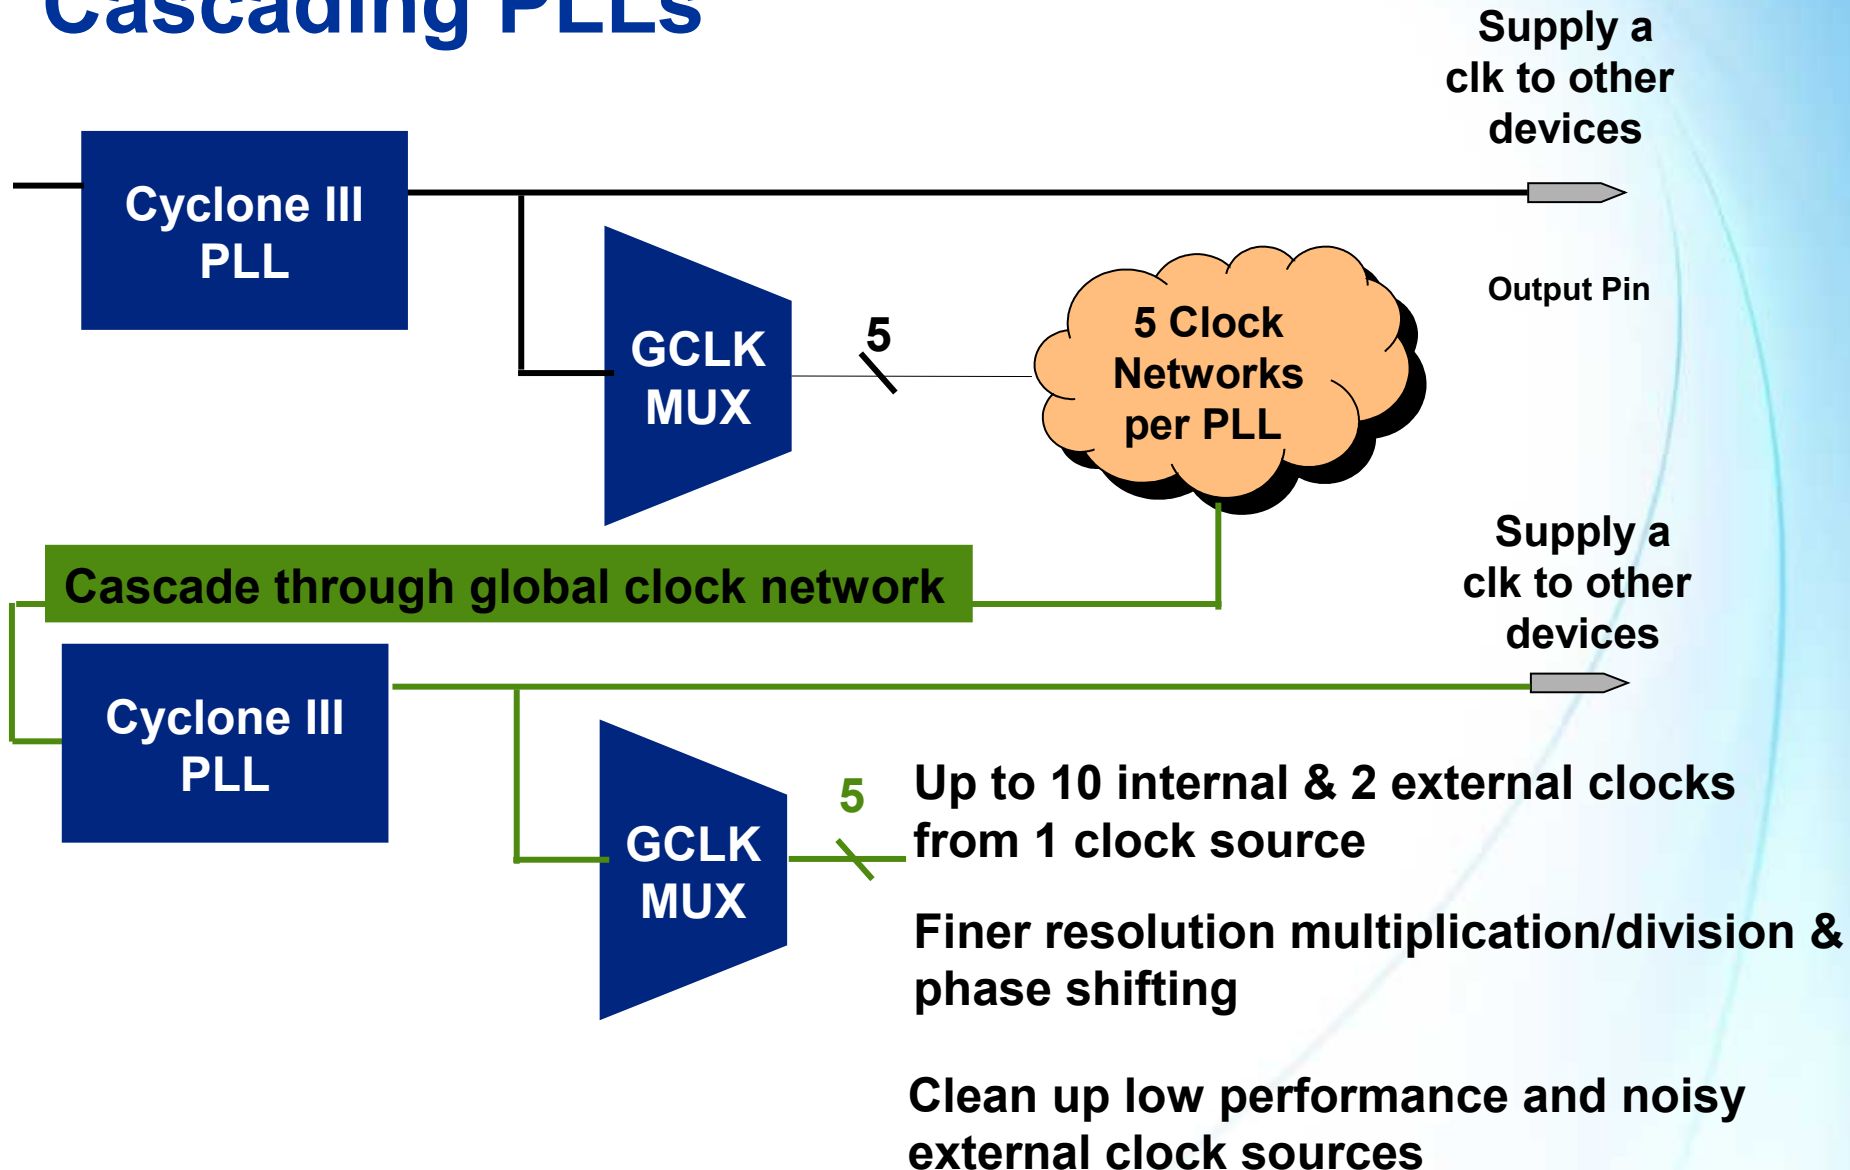 Cascading PLLs
Supply a
clk to other
devices
Cyclone III
PLL
Output Pin
GCLK
MUX
5
5 Clock
Networks
per PLL
Cascade through global clock network
Supply a
clk to other
devices
Cyclone III
PLL
GCLK
MUX
5
Up to 10 internal & 2 external clocks
from 1 clock source
Finer resolution multiplication/division &
phase shifting
Clean up low performance and noisy
external clock sources